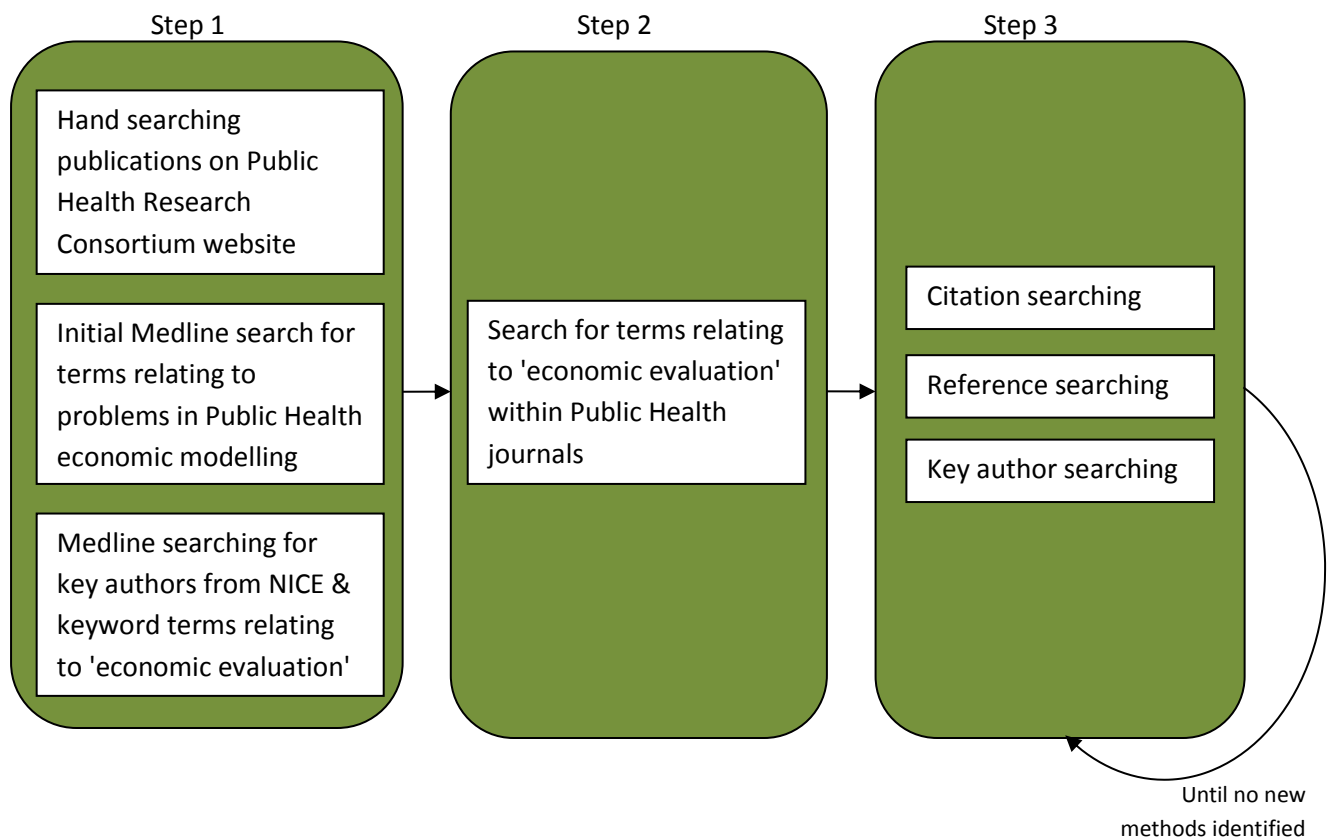 Step 1
Hand searching
publications on Public
Health Research
Consortium website
Initial Medline search for
terms relating to
problems in Public Health
economic modelling
Medline searching for
key authors from NICE &
keyword terms relating
to 'economic evaluation'
Step 2
Search for terms relating
to 'economic evaluation'
within Public Health
journals
Step 3
Citation searching
Reference searching
Key author searching
Until no new
methods identified